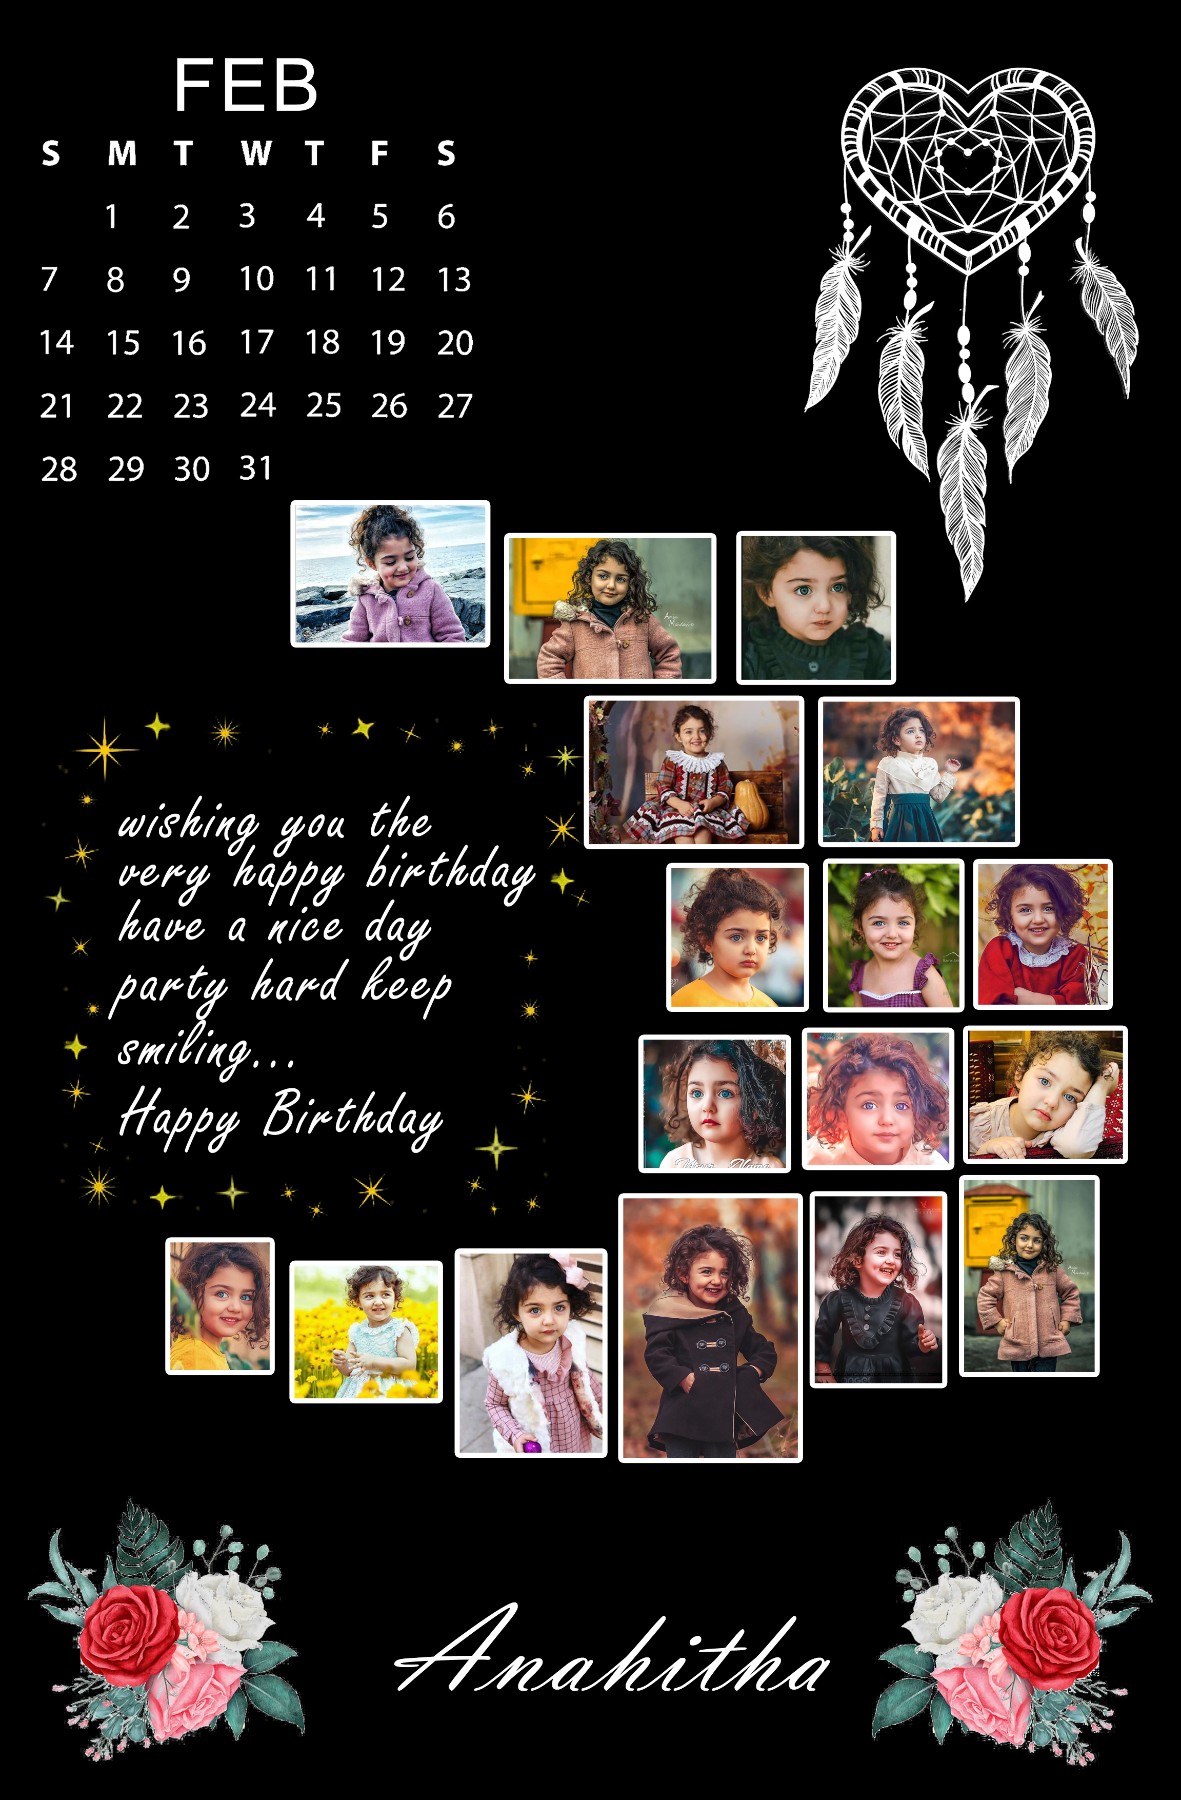 FEB
S M T W T F S
1 2 3 4 5 6
7 8 9 10 11 12 13
14 15 16 17 18 19 20
21 22 23 24 25 26 27
28 29 30 31
wishing you the
very happy birthday
have a nice day
party hard keep
smiling...
Happy Birthday
Anahitha